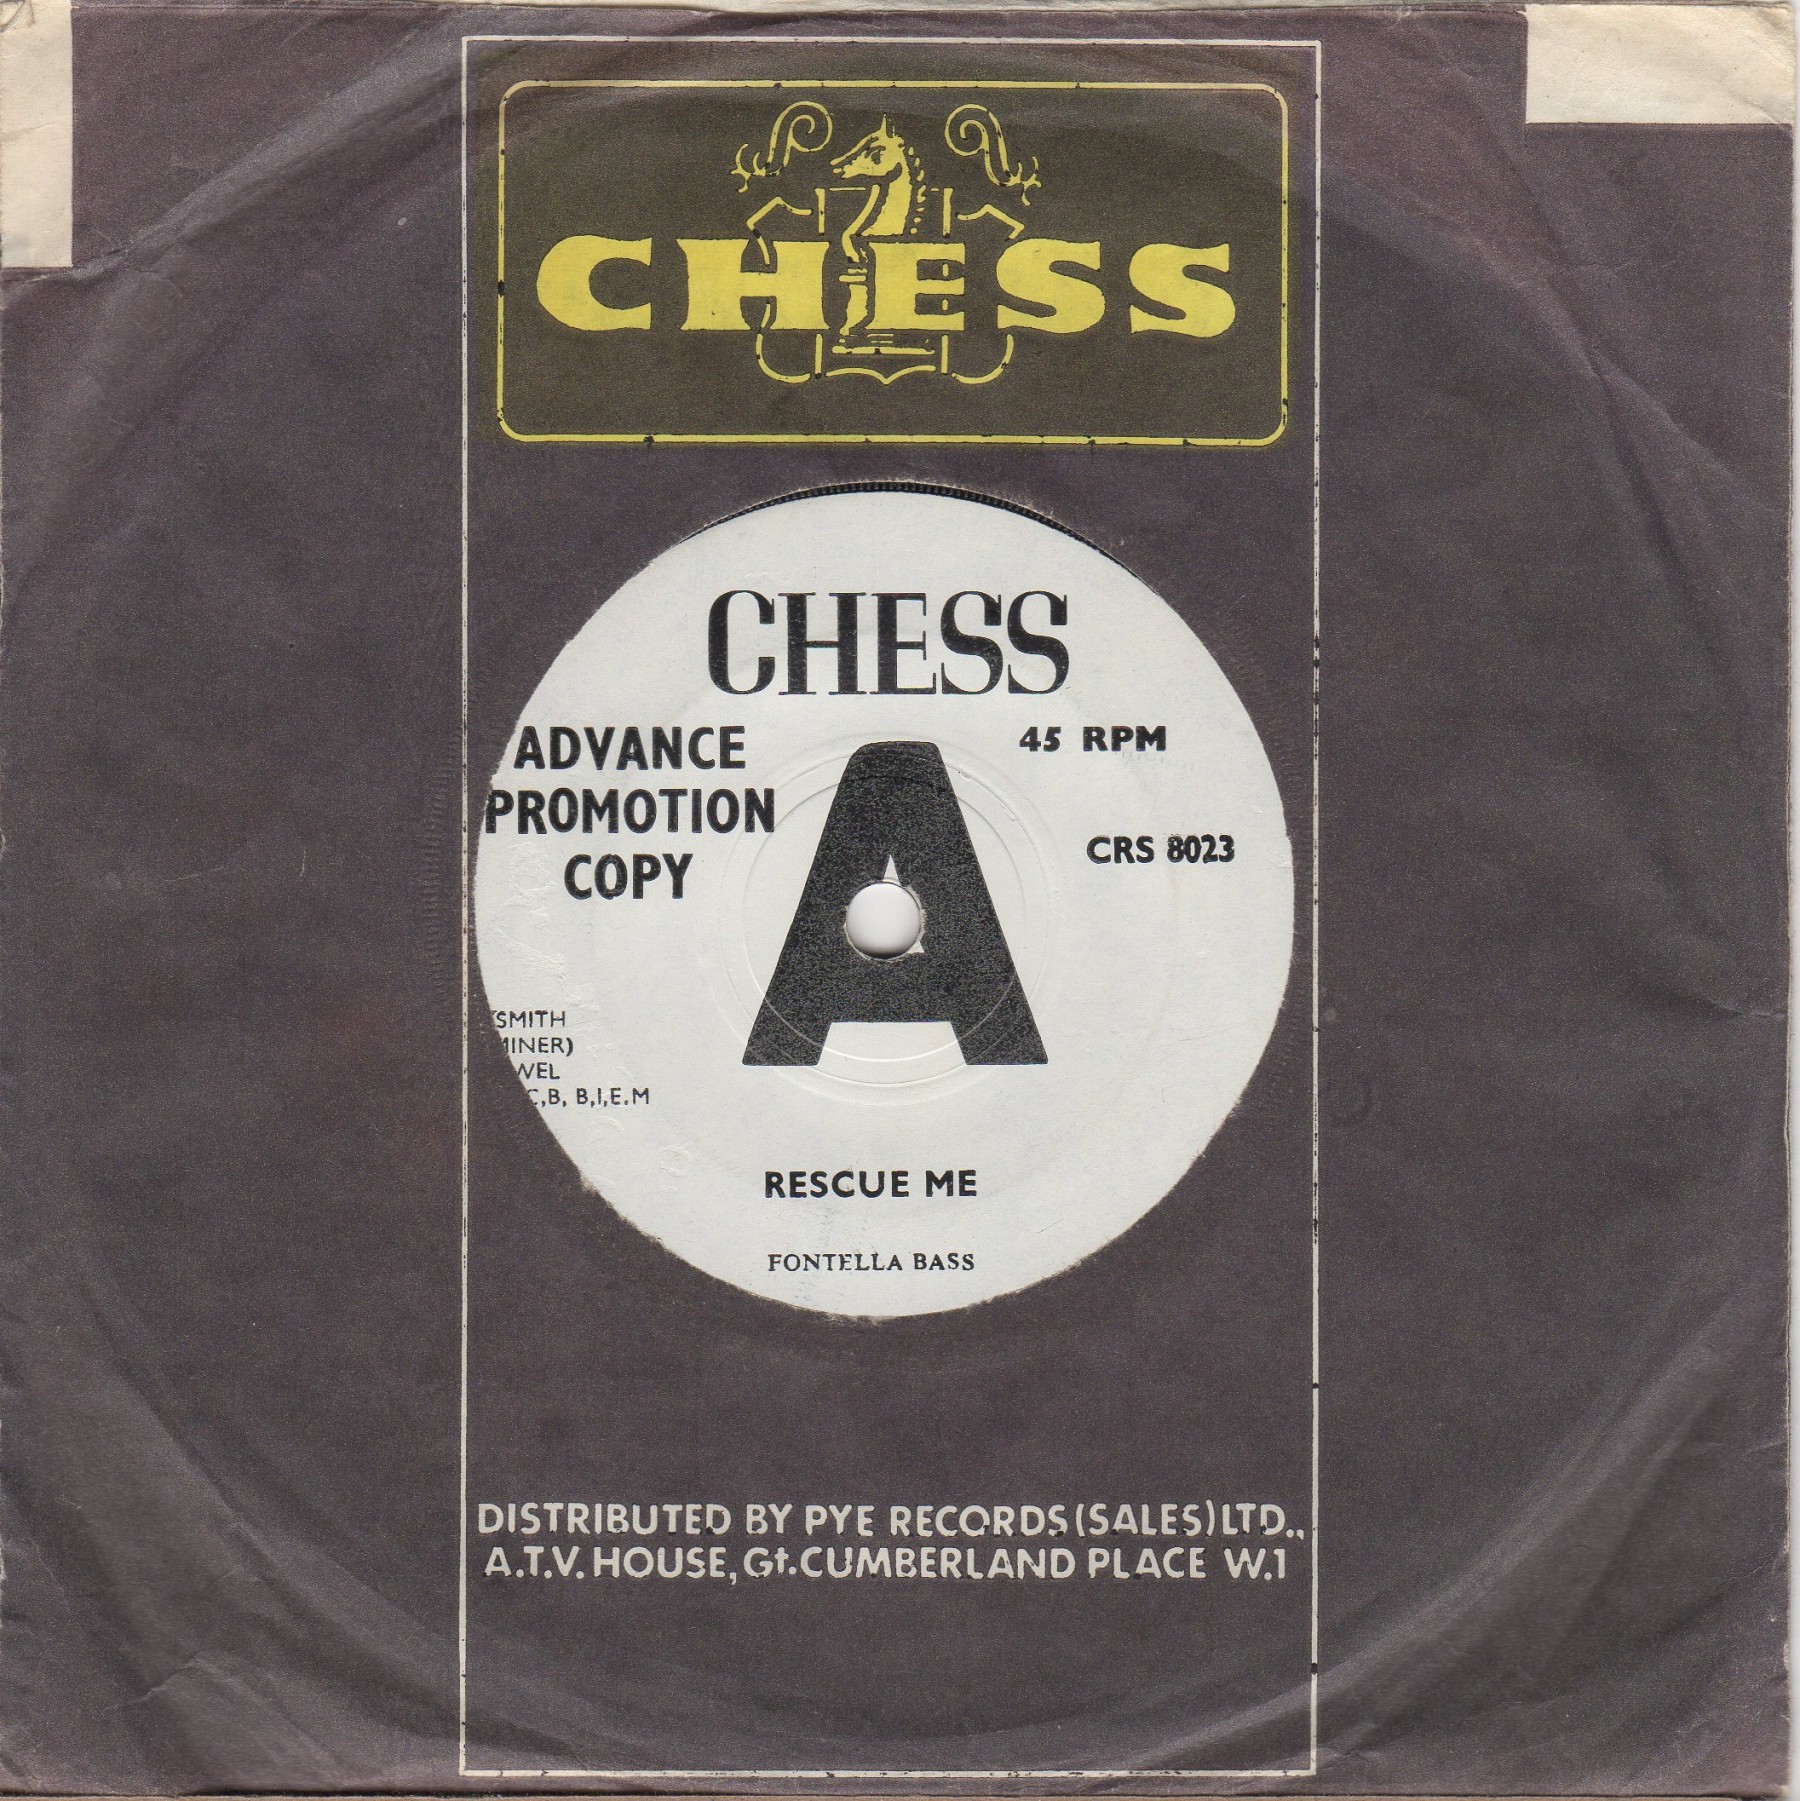 CHESS
CHESS
ADVANCE
PROMOTION
COPY
45 RPM
CRS 8023
A
SMITH
C,B, B,I,E.M
RESCUE ME
FONTELLA BASS
DISTRIBUTED BY PYE RECORDS (SALES) LTD.,
A.T.V. HOUSE, Gt. CUMBERLAND PLACE W.1